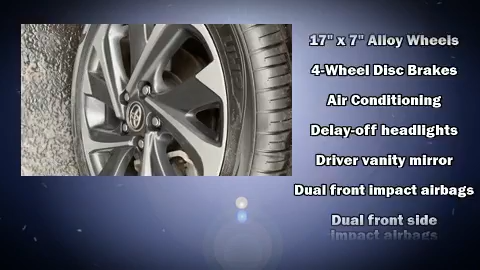 17" x 7" Alloy Wheels
4-Wheel Disc Brakes
Air Conditioning
Delay-off headlights
Driver vanity mirror
Dual front impact airbags
Dual front side
impact airbags